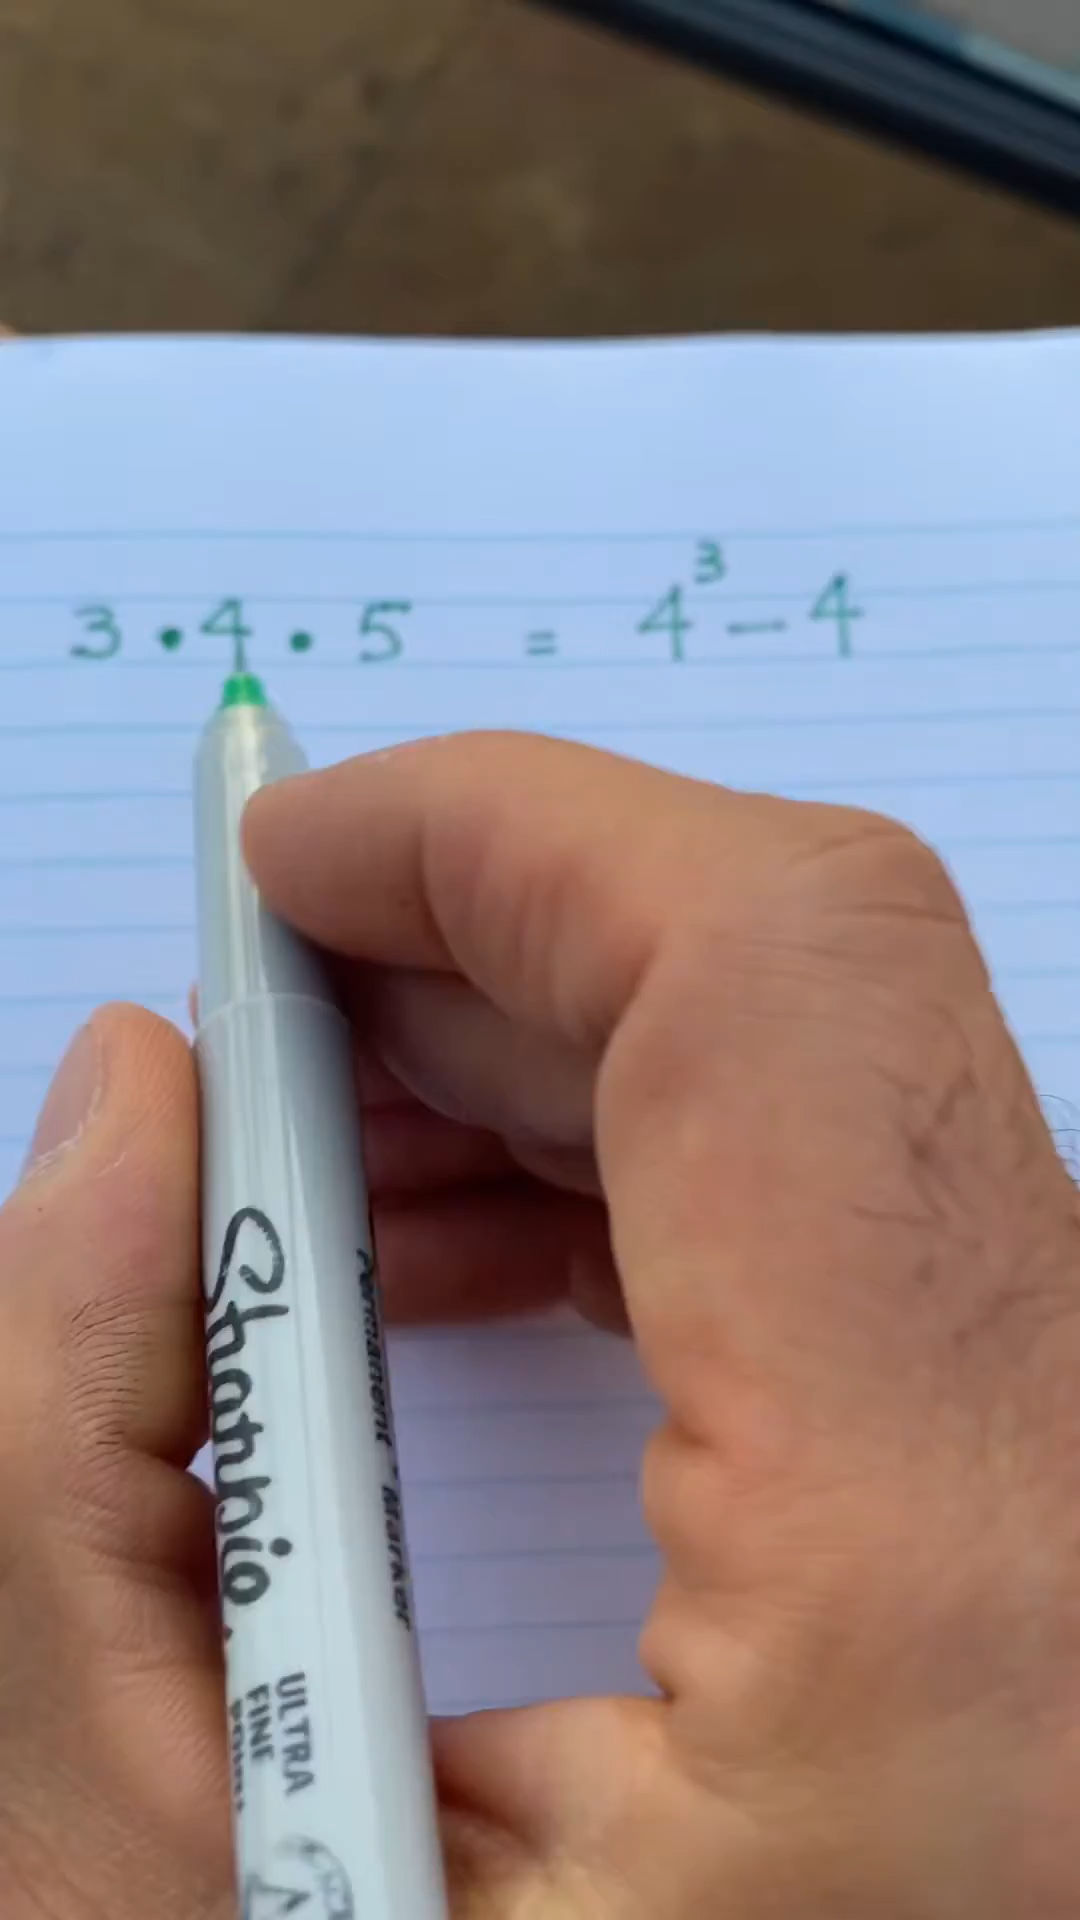 3 • 4 • 5 = 4³ – 4
Sharpie.
Permanent Marker
ULTRA
FINE